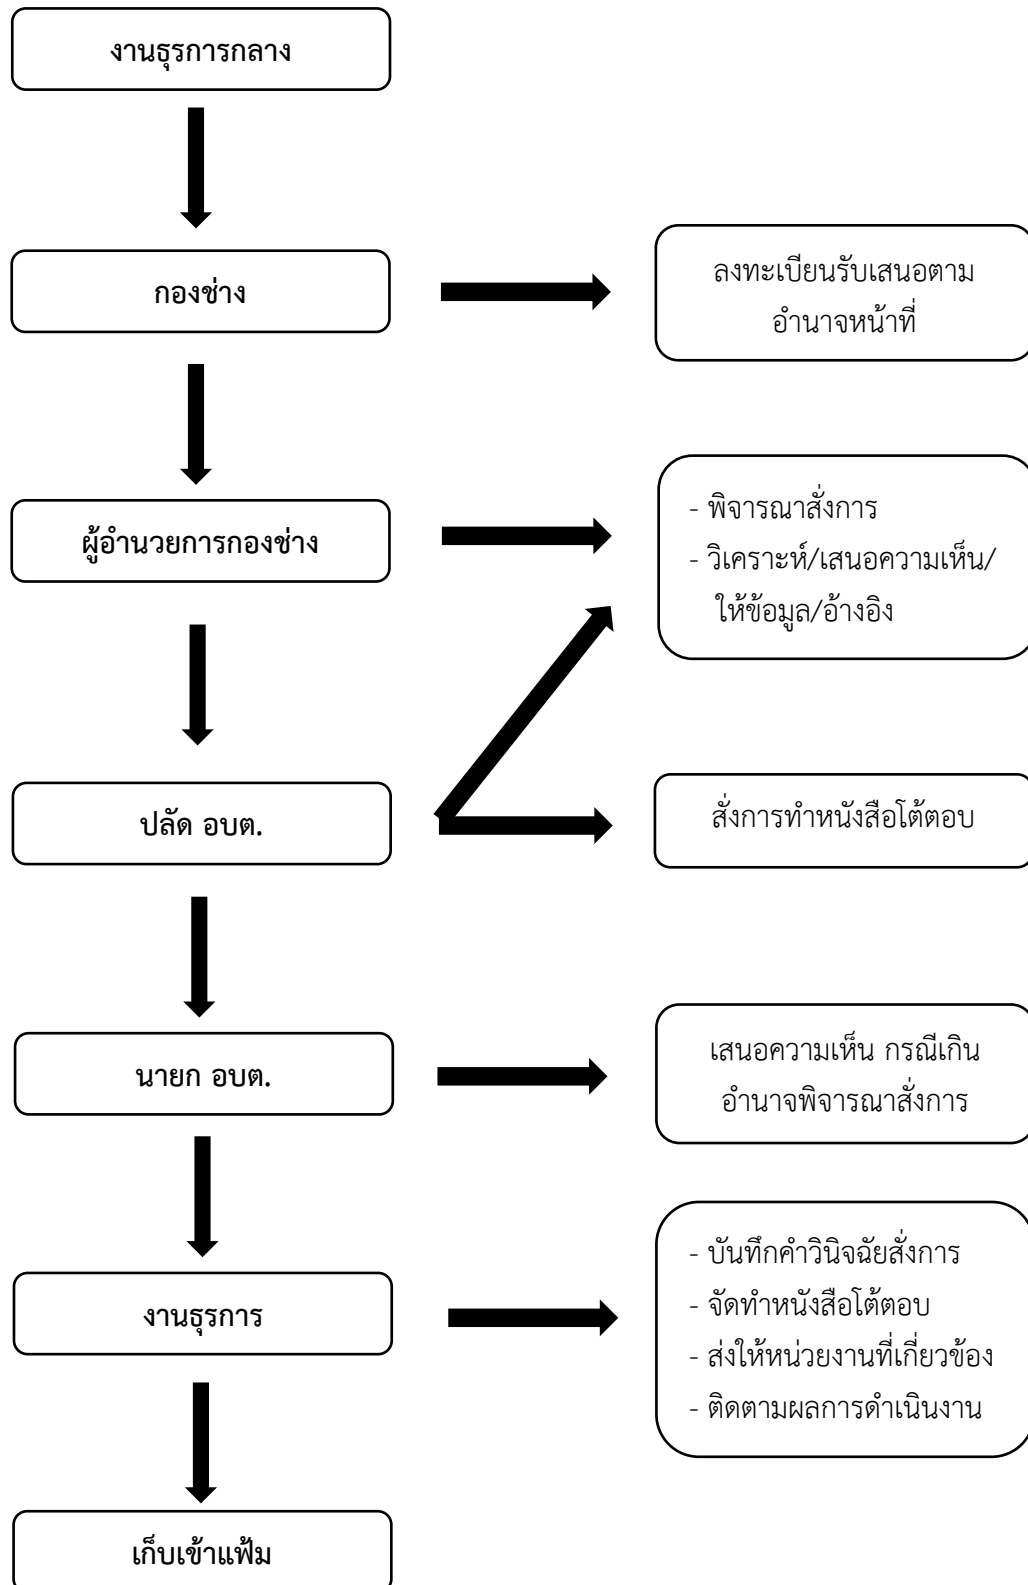 งานธุรการกลาง
กองช่าง
ลงทะเบียนรับเสนอตาม
อำนาจหน้าที่
ผู้อำนวยการกองช่าง
- พิจารณาสั่งการ
- วิเคราะห์/เสนอความเห็น/
ให้ข้อมูล/อ้างอิง
ปลัด อบต.
สั่งการทำหนังสือโต้ตอบ
นายก อบต.
เสนอความเห็น กรณีเกิน
อำนาจพิจารณาสั่งการ
งานธุรการ
- บันทึกคำวินิจฉัยสั่งการ
- จัดทำหนังสือโต้ตอบ
- ส่งให้หน่วยงานที่เกี่ยวข้อง
- ติดตามผลการดำเนินงาน
เก็บเข้าแฟ้ม